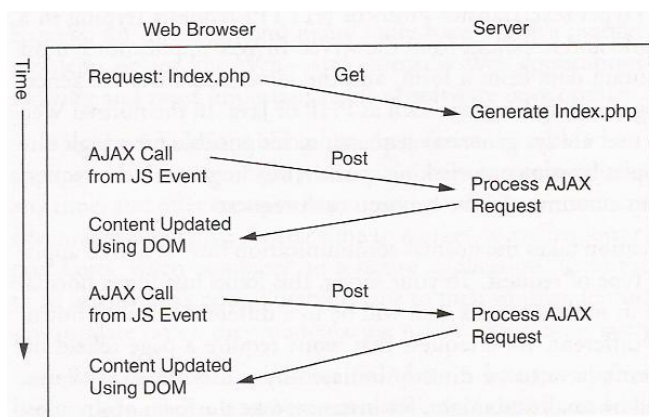 Web Browser
Server
Time
Request: Index.php
Get
Generate Index.php
AJAX Call
from JS Event
Post
Process AJAX
Request
Content Updated
Using DOM
AJAX Call
from JS Event
Post
Process AJAX
Request
Content Updated
Using DOM